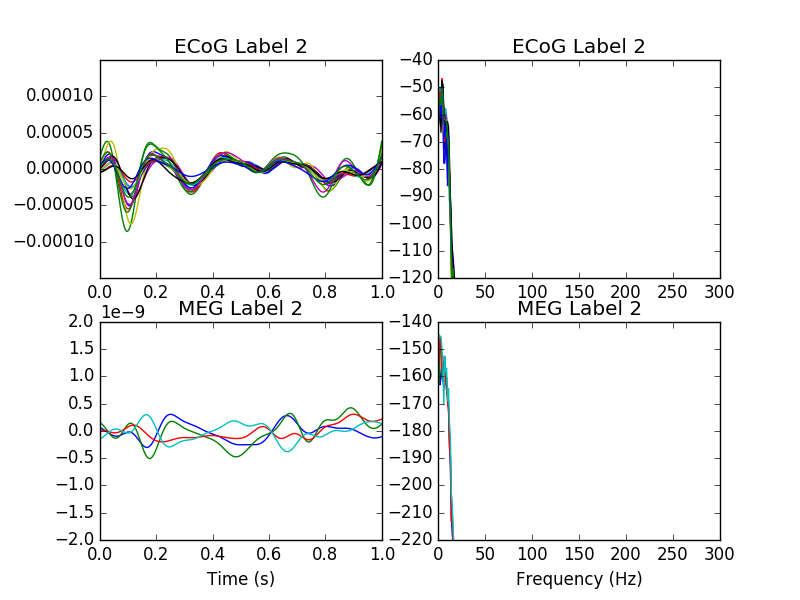 ECoG Label 2
0.00010
0.00005
0.00000
−0.00005
−0.00010
0.0 0.2 0.4 0.6 0.8 1.0
ECoG Label 2
−40
−50
−60
−70
−80
−90
−100
−110
−120
0 50 100 150 200 250 300
1e−9
MEG Label 2
2.0
1.5
1.0
0.5
0.0
−0.5
−1.0
−1.5
−2.0
0.0 0.2 0.4 0.6 0.8 1.0
Time (s)
MEG Label 2
−140
−150
−160
−170
−180
−190
−200
−210
−220
0 50 100 150 200 250 300
Frequency (Hz)